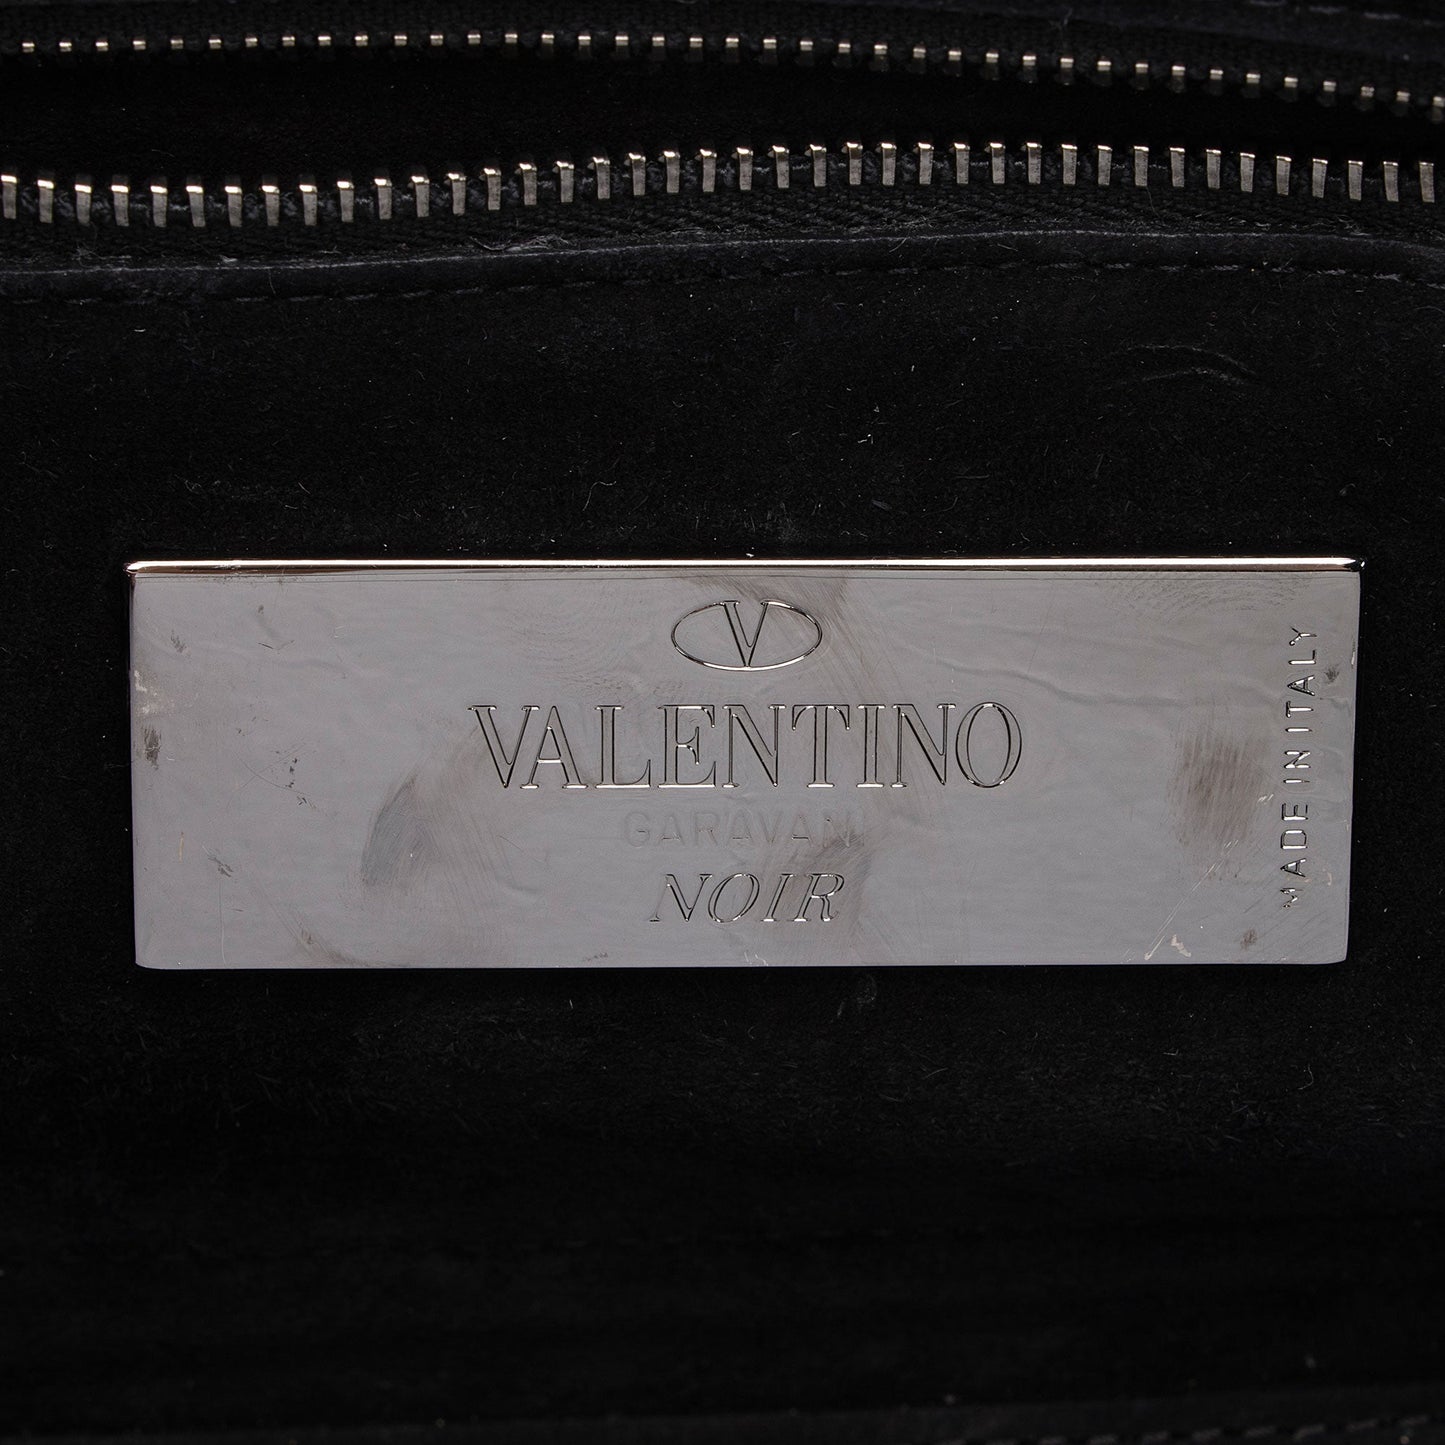 V
VALENTINO
GARAVANI
NOIR
MADE IN ITALY